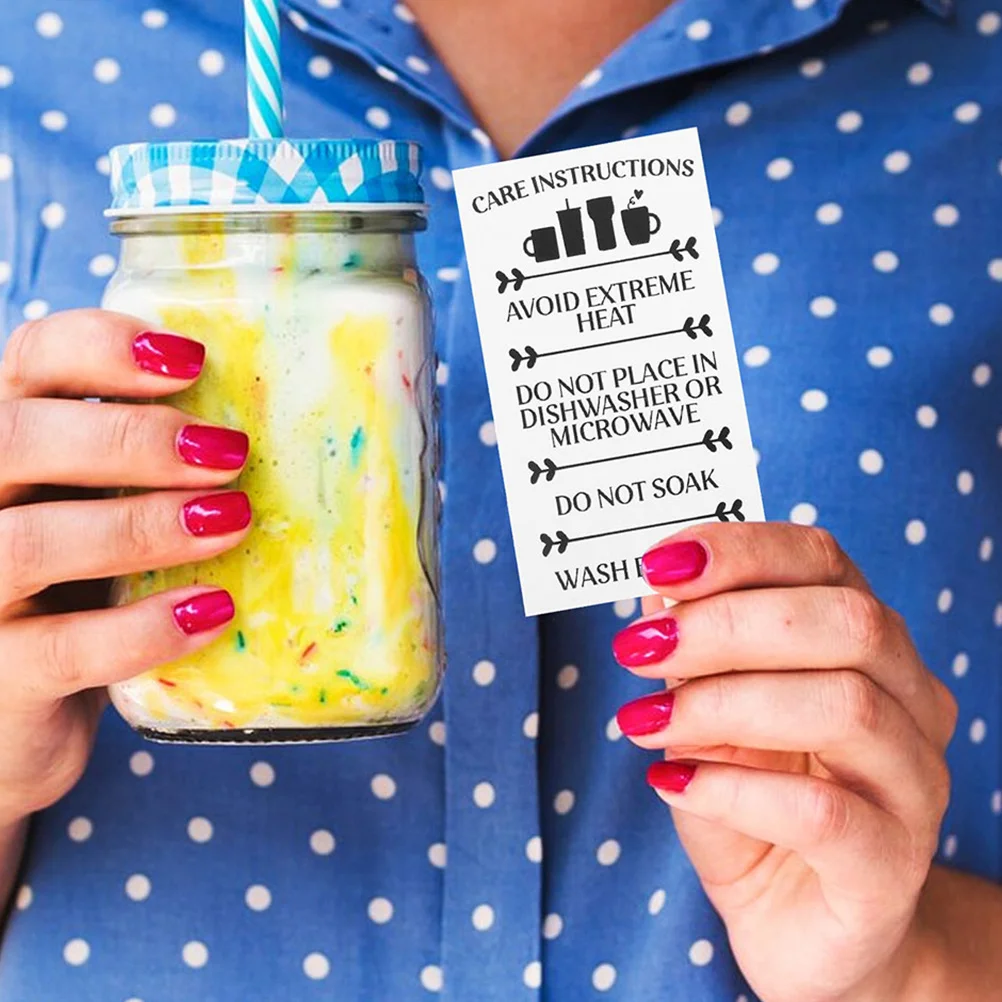 CARE INSTRUCTIONS
AVOID EXTREME
HEAT
DO NOT PLACE IN
DISHWASHER OR
MICROWAVE
DO NOT SOAK
WASH